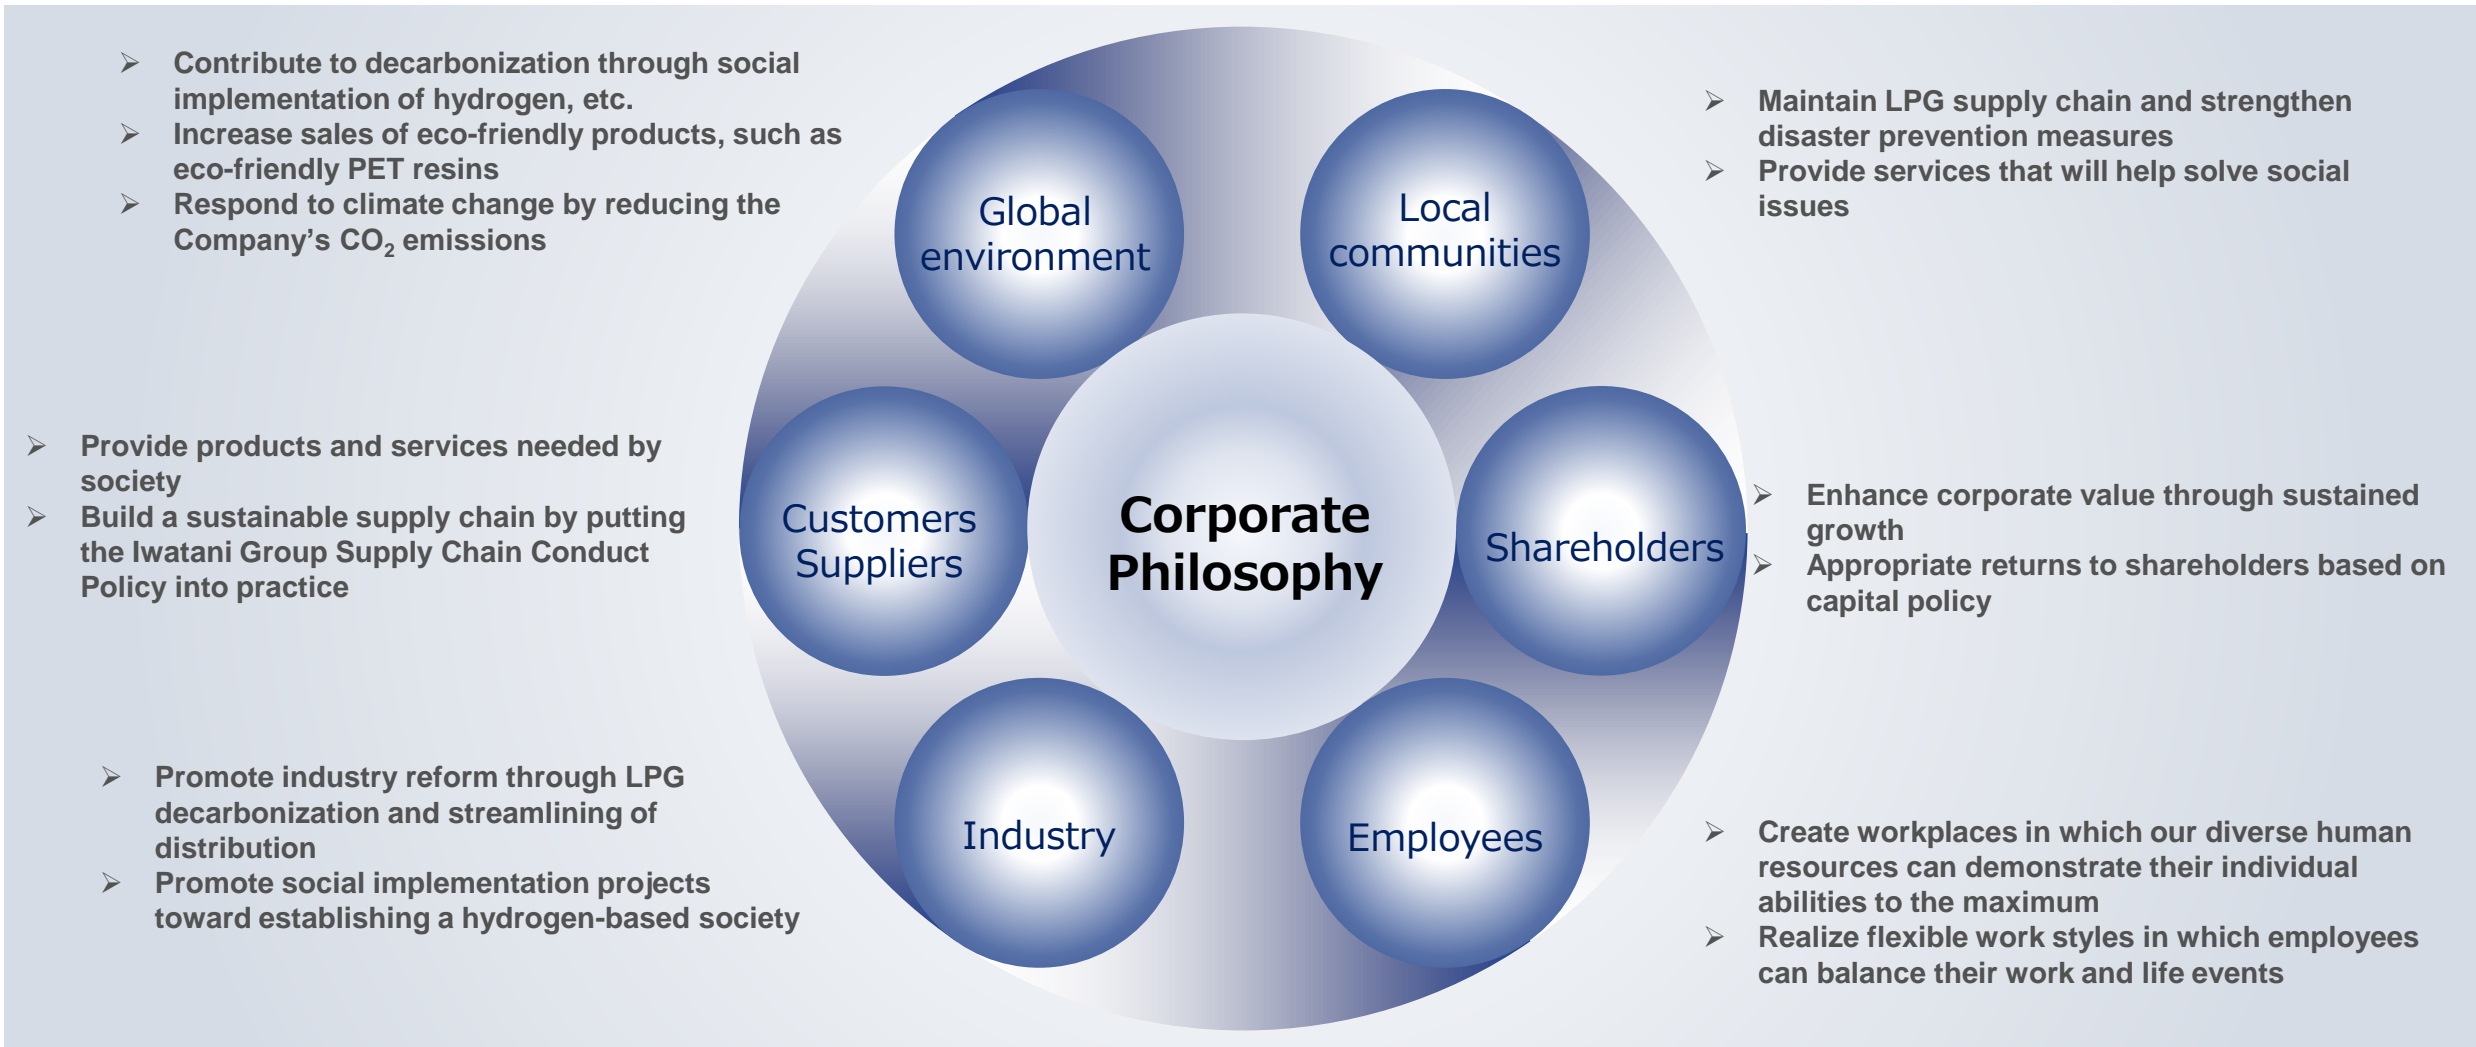 ➢ Contribute to decarbonization through social
implementation of hydrogen, etc.
➢ Increase sales of eco-friendly products, such as
eco-friendly PET resins
➢ Respond to climate change by reducing the
Company’s CO₂ emissions
Global
environment
Local
communities
➢ Maintain LPG supply chain and strengthen
disaster prevention measures
➢ Provide services that will help solve social
issues
➢ Provide products and services needed by
society
➢ Build a sustainable supply chain by putting
the Iwatani Group Supply Chain Conduct
Policy into practice
Customers
Suppliers
Corporate
Philosophy
Shareholders
➢ Enhance corporate value through sustained
growth
➢ Appropriate returns to shareholders based on
capital policy
➢ Promote industry reform through LPG
decarbonization and streamlining of
distribution
➢ Promote social implementation projects
toward establishing a hydrogen-based society
Industry
Employees
➢ Create workplaces in which our diverse human
resources can demonstrate their individual
abilities to the maximum
➢ Realize flexible work styles in which employees
can balance their work and life events